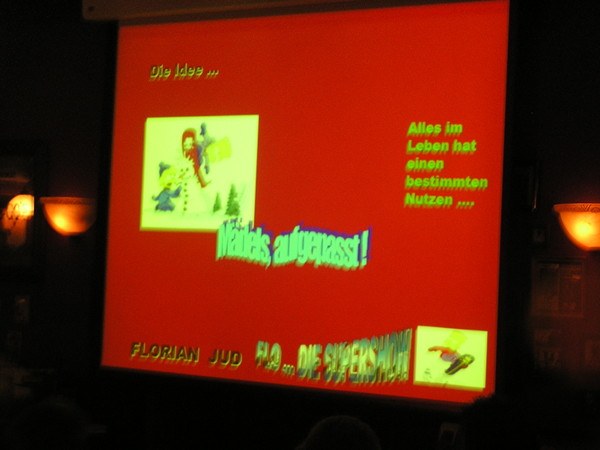 Die Idee ...
Alles im
Leben hat
einen
bestimmten
Nutzen ....
Mädels, aufgepasst !
FLORIAN JUD FLO ... DIE SUPERSHOW